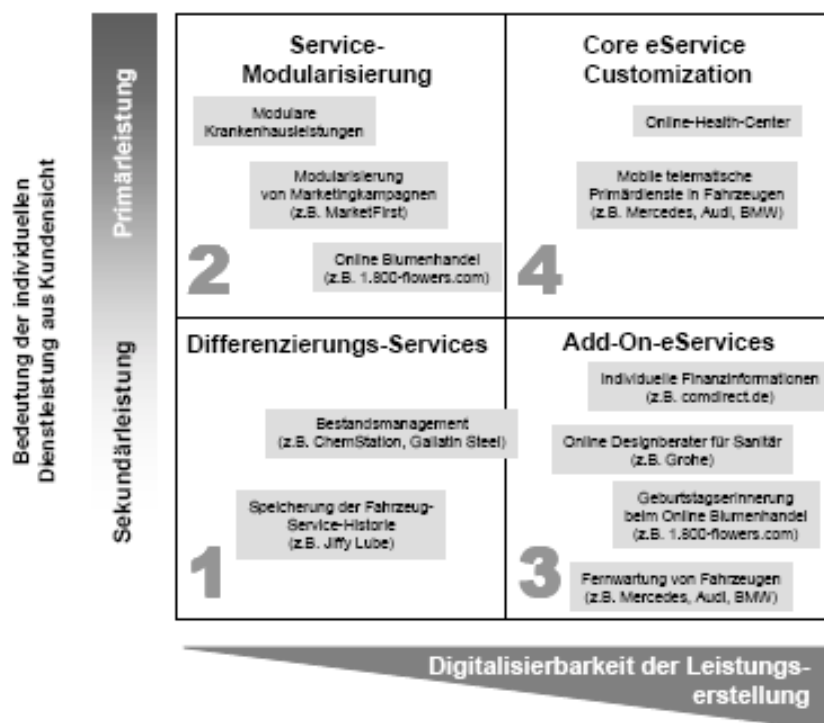 Bedeutung der individuellen
Dienstleistung aus Kundensicht
Primärleistung
Sekundärleistung
Service-
Modularisierung
Modulare
Krankenhausleistungen
Modularisierung
von Marketingkampagnen
(z.B. MarketFirst)
Online Blumenhandel
(z.B. 1.800-flowers.com)
2
Core eService
Customization
Online-Health-Center
Mobile telematische
Primärdienste in Fahrzeugen
(z.B. Mercedes, Audi, BMW)
4
Differenzierungs-Services
Bestandsmanagement
(z.B. ChemStation, Gallatin Steel)
Speicherung der Fahrzeug-
Service-Historie
(z.B. Jiffy Lube)
1
Add-On-eServices
Individuelle Finanzinformationen
(z.B. comdirect.de)
Online Designberater für Sanitär
(z.B. Grohe)
Geburtstagserinnerung
beim Online Blumenhandel
(z.B. 1.800-flowers.com)
3
Fernwartung von Fahrzeugen
(z.B. Mercedes, Audi, BMW)
Digitalisierbarkeit der Leistungs-
erstellung